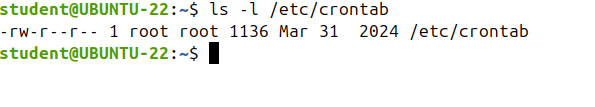 student@UBUNTU-22:~$ ls -l /etc/crontab
-rw-r--r-- 1 root root 1136 Mar 31  2024 /etc/crontab
student@UBUNTU-22:~$